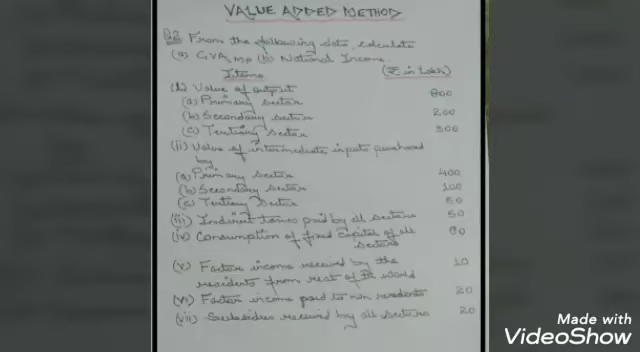 VALUE ADDED METHOD
Q2 From the following data, calculate
(a) GVA MP (b) National Income.
Items (₹ in Lakh)
(i) Value of output
(a) Primary sector 800
(b) Secondary sector 200
(c) Tertiary Sector 300
(ii) Value of intermediate inputs purchased
by
(a) Primary sector 400
(b) Secondary sector 100
(c) Tertiary Sector 50
(iii) Indirect taxes paid by all sectors 50
(iv) Consumption of fixed capital of all 80
sectors
(v) Factor income received by the 10
residents from rest of the world
(vi) Factor income paid to non residents 20
(vii) Subsidies received by all sectors 20
Made with
VideoShow